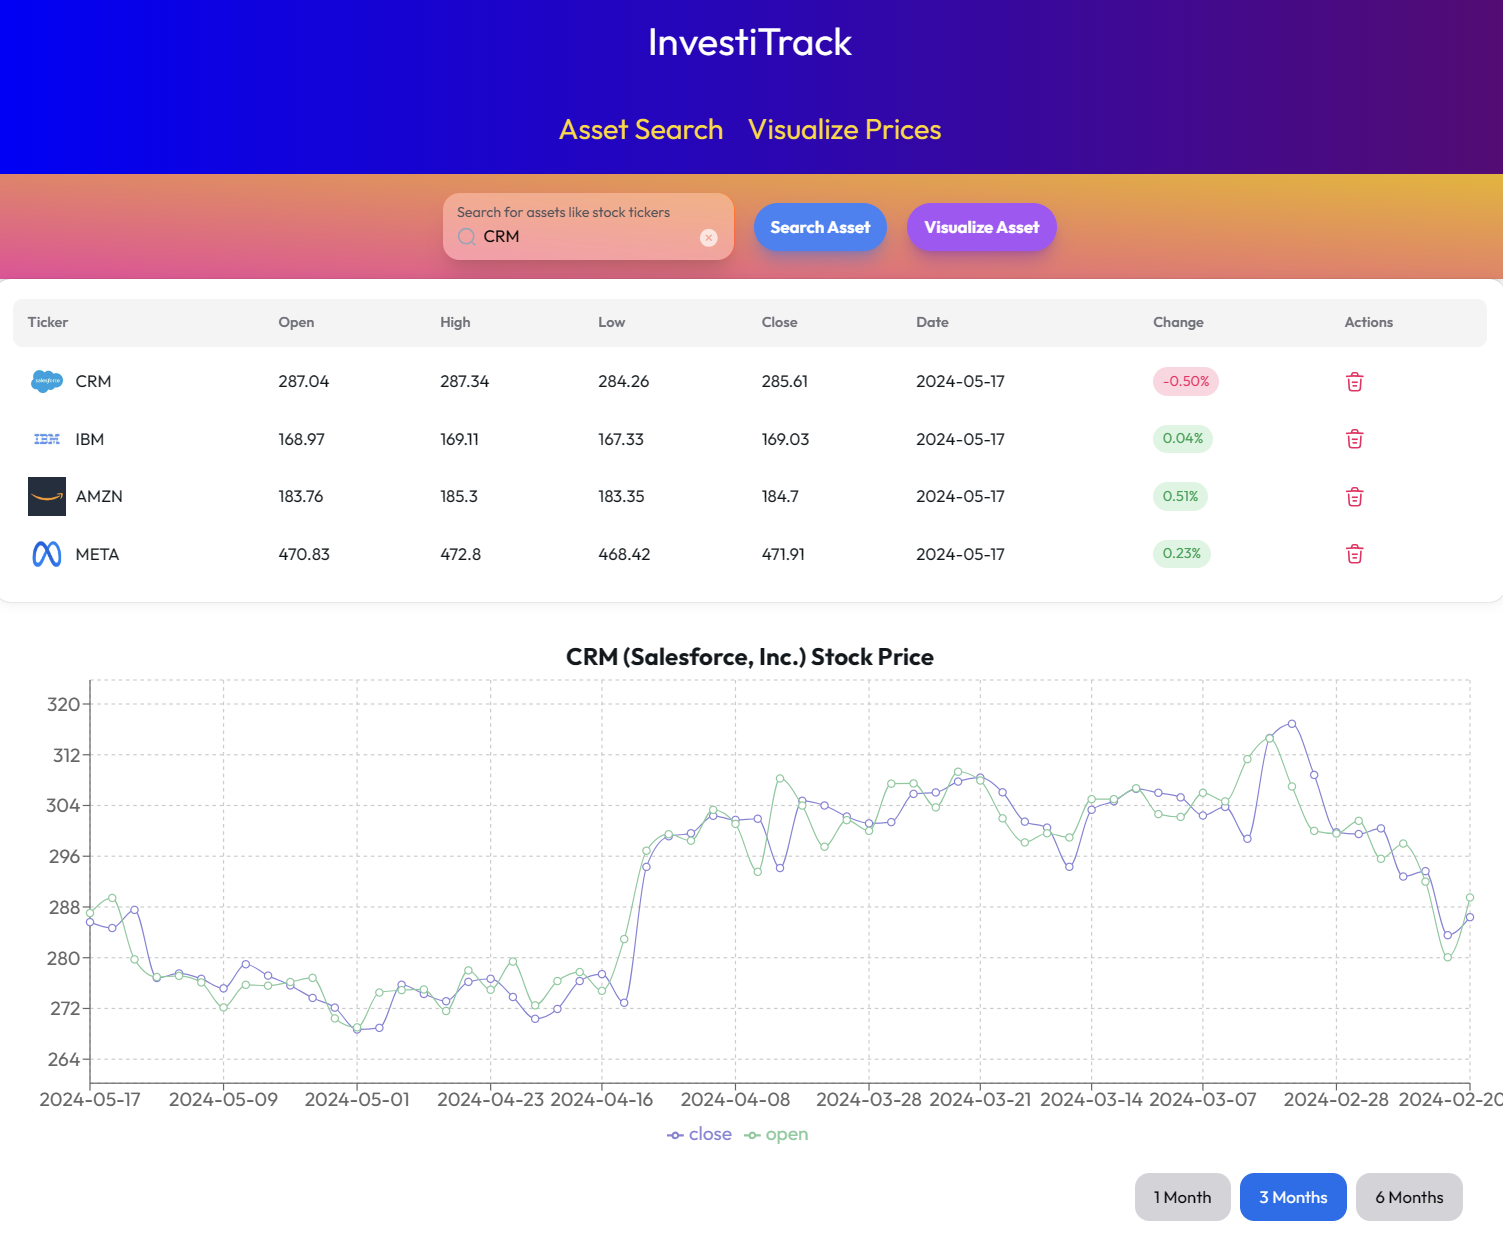 InvestiTrack
Asset Search Visualize Prices
Search for assets like stock tickers
CRM
Search Asset
Visualize Asset
Ticker Open High Low Close Date Change Actions
salesforce CRM 287.04 287.34 284.26 285.61 2024-05-17 -0.50%
IBM IBM 168.97 169.11 167.33 169.03 2024-05-17 0.04%
AMZN 183.76 185.3 183.35 184.7 2024-05-17 0.51%
META 470.83 472.8 468.42 471.91 2024-05-17 0.23%
CRM (Salesforce, Inc.) Stock Price
320
312
304
296
288
280
272
264
2024-05-17 2024-05-09 2024-05-01 2024-04-23 2024-04-16 2024-04-08 2024-03-28 2024-03-21 2024-03-14 2024-03-07 2024-02-28 2024-02-20
close open
1 Month 3 Months 6 Months